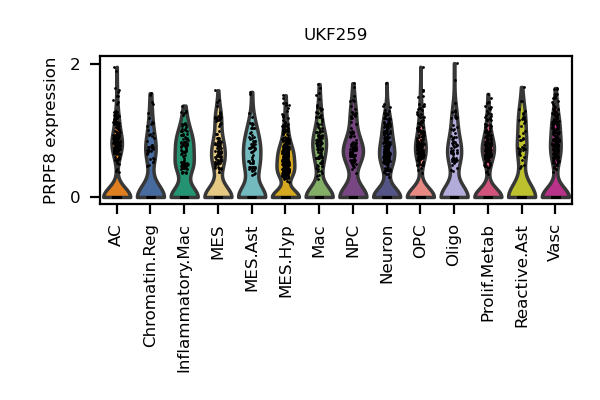 UKF259
PRPF8 expression
2
0
AC
Chromatin.Reg
Inflammatory.Mac
MES
MES.Ast
MES.Hyp
Mac
NPC
Neuron
OPC
Oligo
Prolif.Metab
Reactive.Ast
Vasc